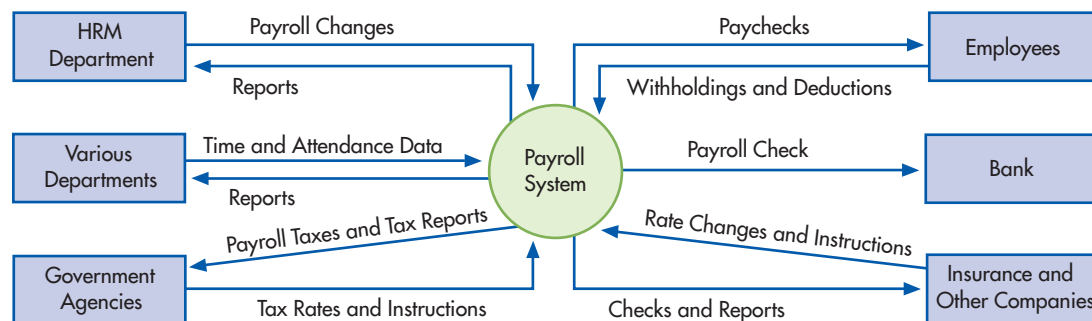 HRM
Department
Payroll Changes
Reports
Paychecks
Employees
Withholdings and Deductions
Various
Departments
Time and Attendance Data
Reports
Payroll
System
Payroll Check
Bank
Payroll Taxes and Tax Reports
Rate Changes and Instructions
Government
Agencies
Tax Rates and Instructions
Checks and Reports
Insurance and
Other Companies